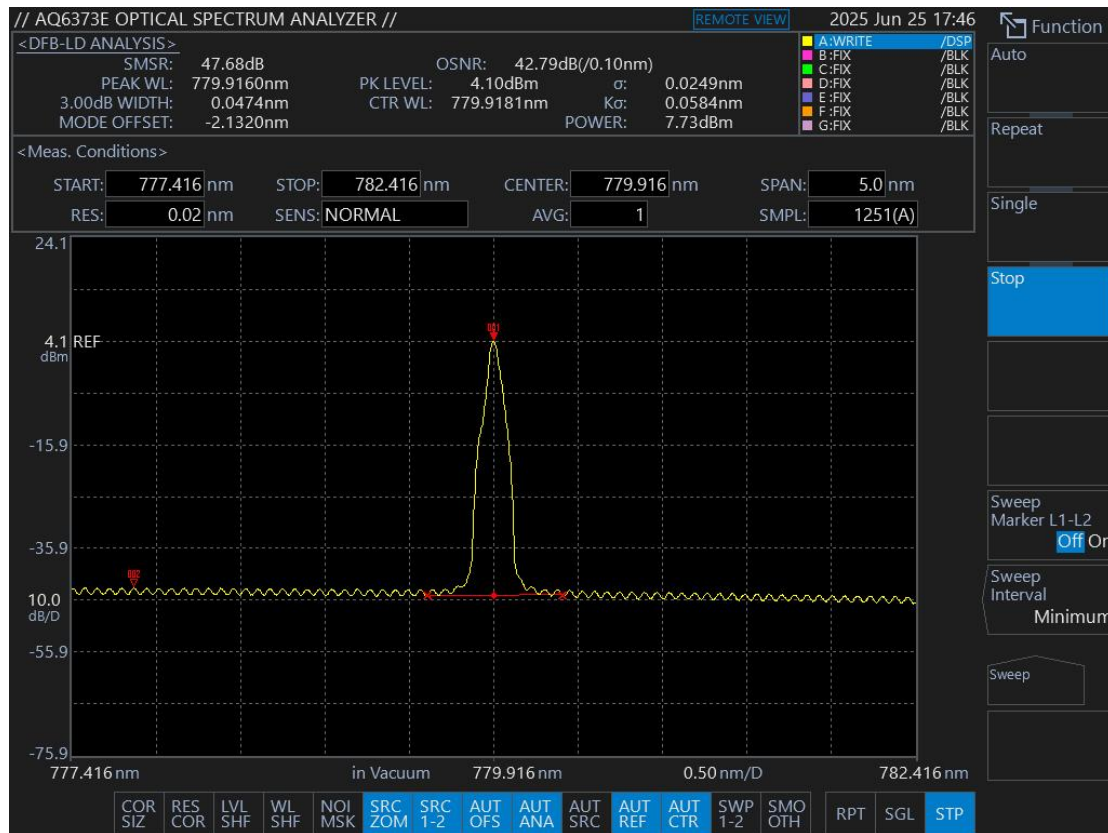 // AQ6373E OPTICAL SPECTRUM ANALYZER //
REMOTE VIEW
2025 Jun 25 17:46
Function
<DFB-LD ANALYSIS>
SMSR: 47.68dB OSNR: 42.79dB(/0.10nm)
PEAK WL: 779.9160nm PK LEVEL: 4.10dBm σ: 0.0249nm
3.00dB WIDTH: 0.0474nm CTR WL: 779.9181nm Kσ: 0.0584nm
MODE OFFSET: -2.1320nm POWER: 7.73dBm
A:WRITE /DSP
B:FIX /BLK
C:FIX /BLK
D:FIX /BLK
E:FIX /BLK
F:FIX /BLK
G:FIX /BLK
<Meas. Conditions>
START: 777.416 nm STOP: 782.416 nm CENTER: 779.916 nm SPAN: 5.0 nm
RES: 0.02 nm SENS: NORMAL AVG: 1 SMPL: 1251(A)
24.1
001
4.1 REF
dBm
-15.9
-35.9
002
10.0
dB/D
-55.9
-75.9
777.416 nm in Vacuum 779.916 nm 0.50 nm/D 782.416 nm
Auto
Repeat
Single
Stop
Sweep
Marker L1-L2
Off On
Sweep
Interval
Minimum
Sweep
COR SIZ
RES COR
LVL SHF
WL SHF
NOI MSK
SRC ZOM
SRC 1-2
AUT OFS
AUT ANA
AUT SRC
AUT REF
AUT CTR
SWP 1-2
SMO OTH
RPT
SGL
STP